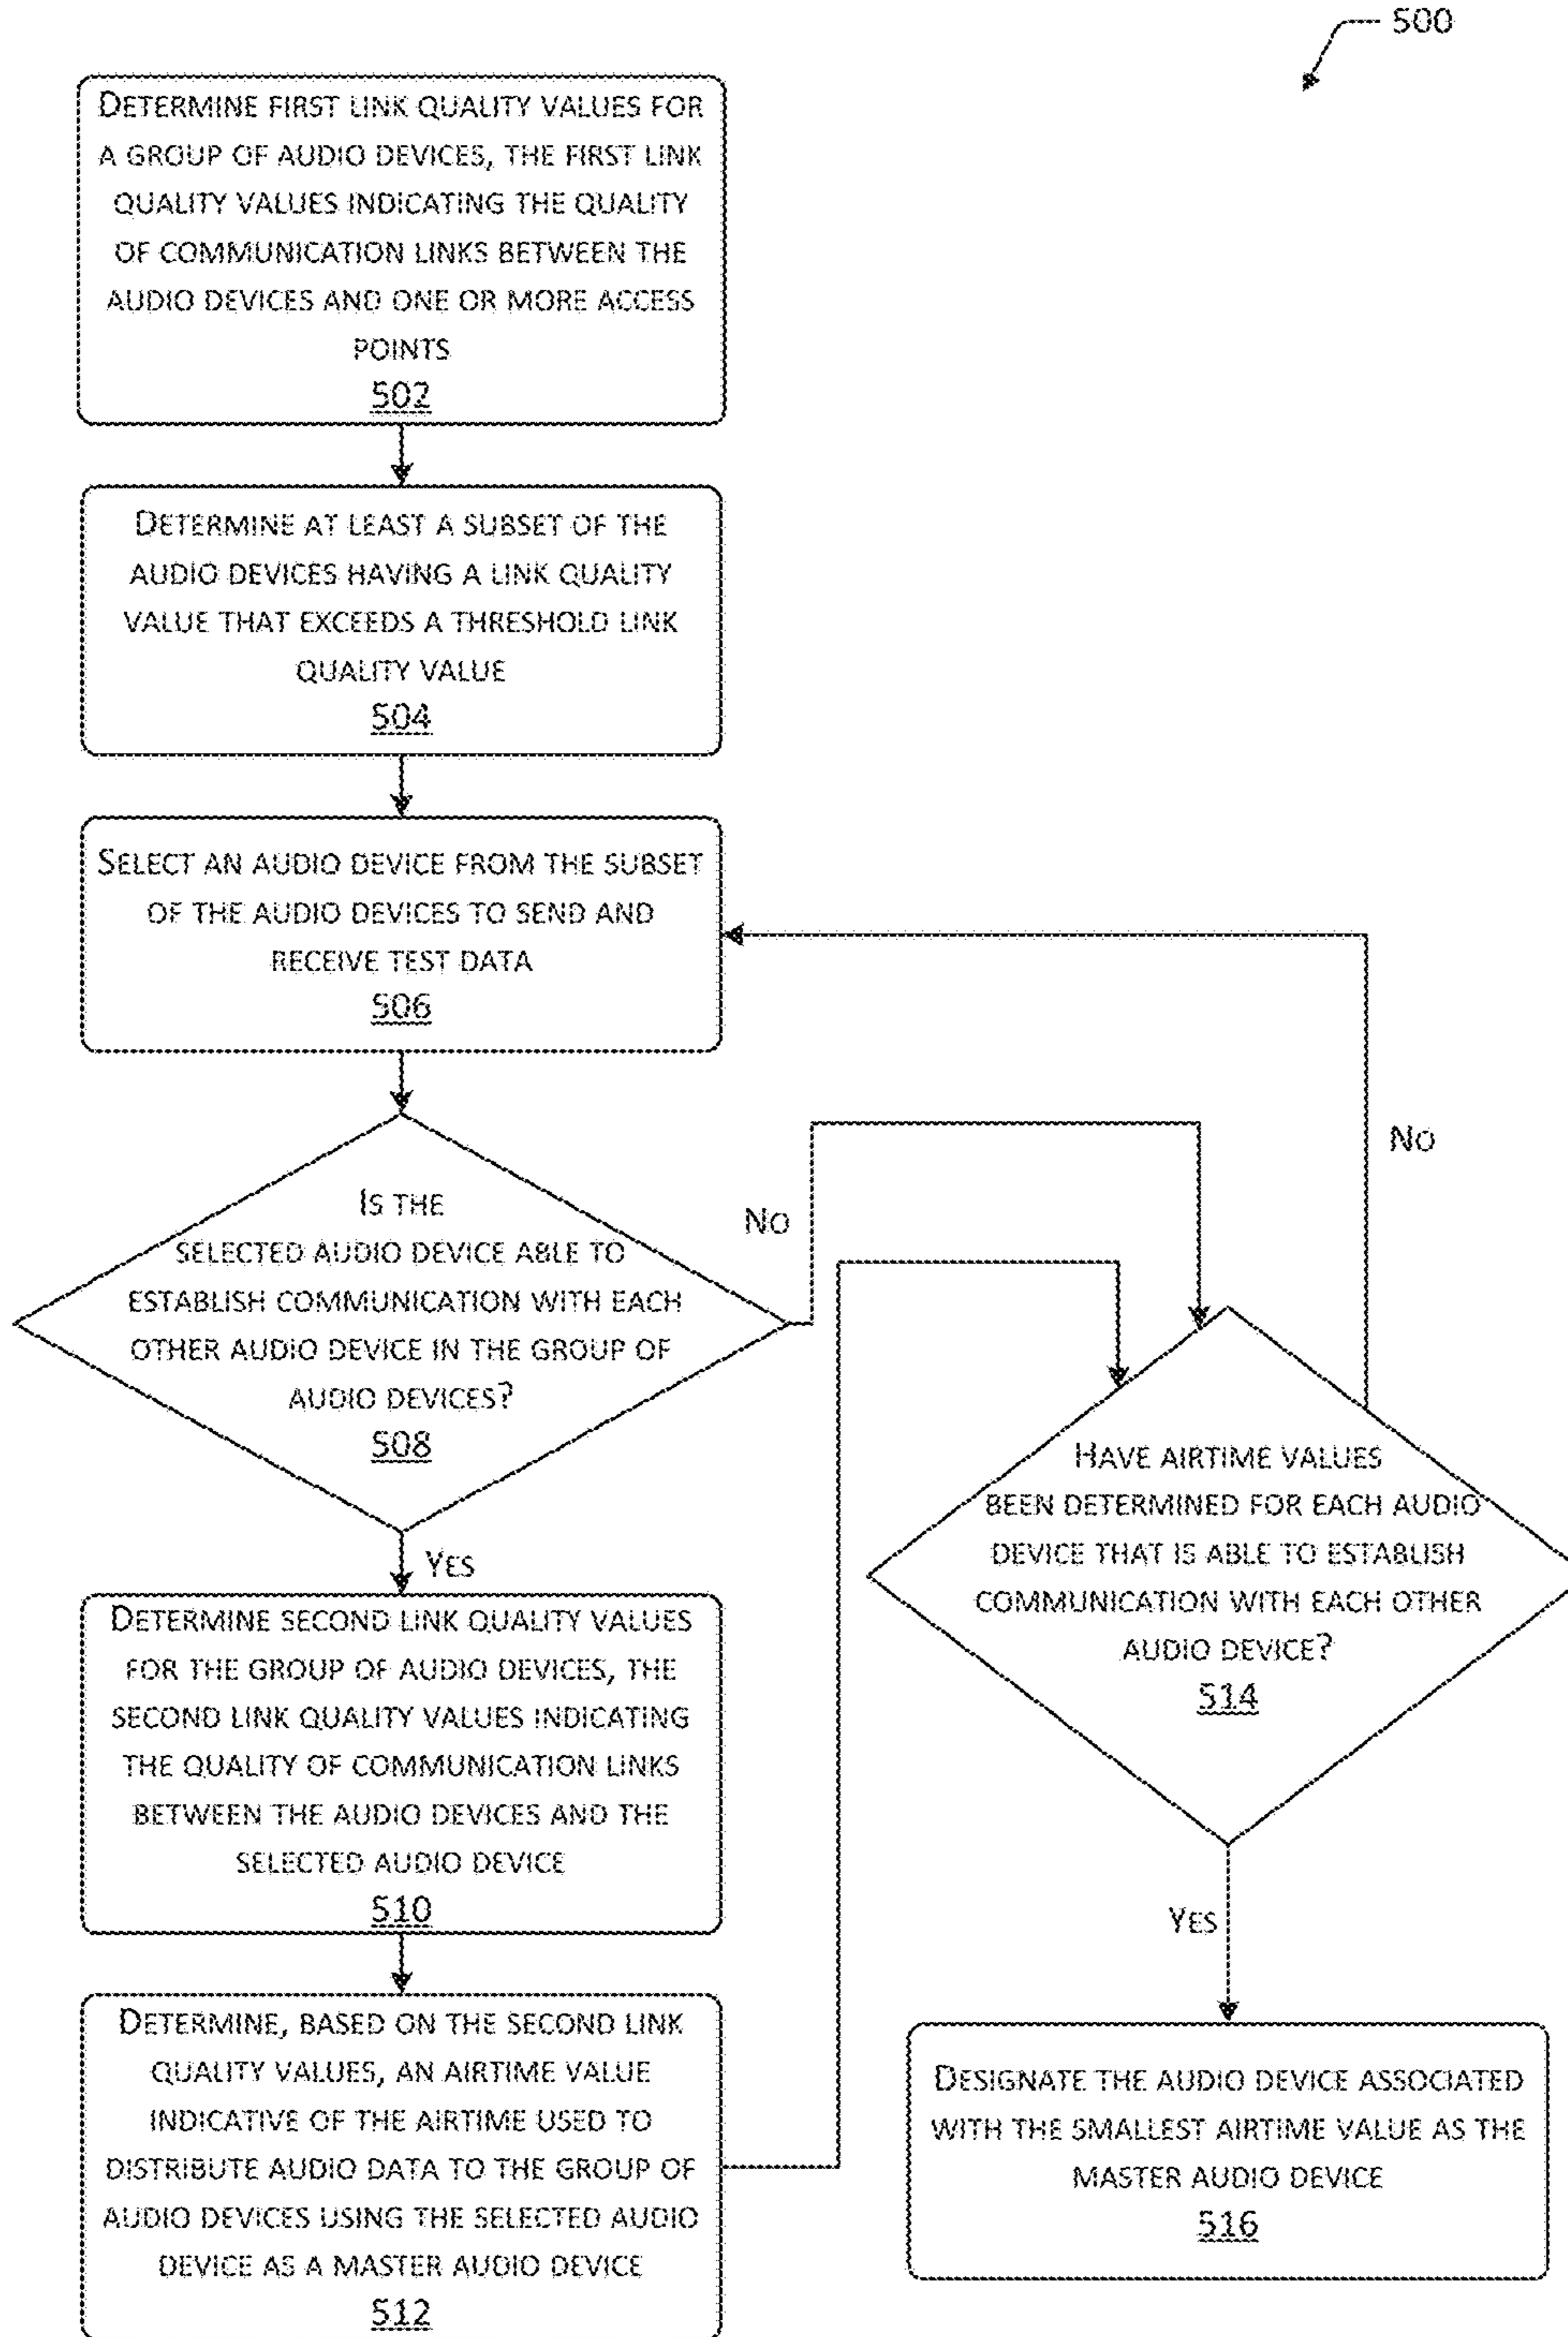 500
DETERMINE FIRST LINK QUALITY VALUES FOR
A GROUP OF AUDIO DEVICES, THE FIRST LINK
QUALITY VALUES INDICATING THE QUALITY
OF COMMUNICATION LINKS BETWEEN THE
AUDIO DEVICES AND ONE OR MORE ACCESS
POINTS
502
DETERMINE AT LEAST A SUBSET OF THE
AUDIO DEVICES HAVING A LINK QUALITY
VALUE THAT EXCEEDS A THRESHOLD LINK
QUALITY VALUE
504
SELECT AN AUDIO DEVICE FROM THE SUBSET
OF THE AUDIO DEVICES TO SEND AND
RECEIVE TEST DATA
506
IS THE
SELECTED AUDIO DEVICE ABLE TO
ESTABLISH COMMUNICATION WITH EACH
OTHER AUDIO DEVICE IN THE GROUP OF
AUDIO DEVICES?
508
NO
YES
DETERMINE SECOND LINK QUALITY VALUES
FOR THE GROUP OF AUDIO DEVICES, THE
SECOND LINK QUALITY VALUES INDICATING
THE QUALITY OF COMMUNICATION LINKS
BETWEEN THE AUDIO DEVICES AND THE
SELECTED AUDIO DEVICE
510
DETERMINE, BASED ON THE SECOND LINK
QUALITY VALUES, AN AIRTIME VALUE
INDICATIVE OF THE AIRTIME USED TO
DISTRIBUTE AUDIO DATA TO THE GROUP OF
AUDIO DEVICES USING THE SELECTED AUDIO
DEVICE AS A MASTER AUDIO DEVICE
512
NO
HAVE AIRTIME VALUES
BEEN DETERMINED FOR EACH AUDIO
DEVICE THAT IS ABLE TO ESTABLISH
COMMUNICATION WITH EACH OTHER
AUDIO DEVICE?
514
YES
DESIGNATE THE AUDIO DEVICE ASSOCIATED
WITH THE SMALLEST AIRTIME VALUE AS THE
MASTER AUDIO DEVICE
516